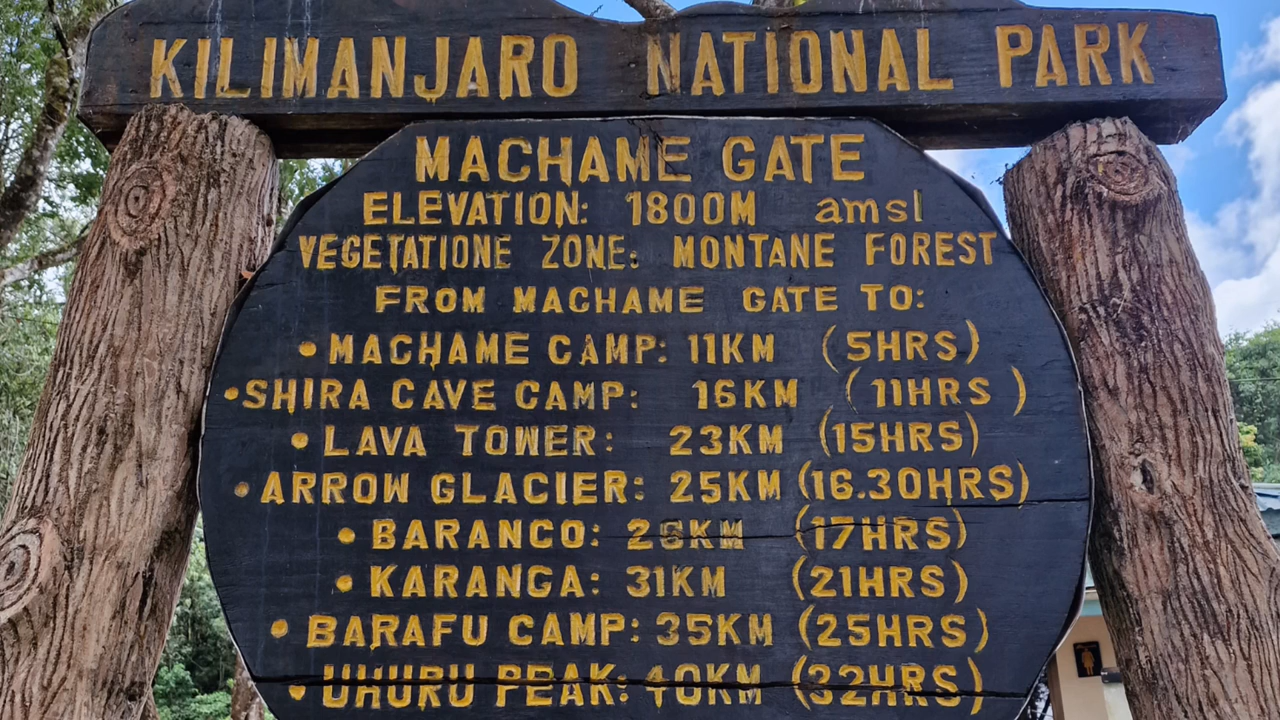 KILIMANJARO NATIONAL PARK
MACHAME GATE
ELEVATION: 1800M amsl
VEGETATIONE ZONE: MONTANE FOREST
FROM MACHAME GATE TO:
• MACHAME CAMP: 11KM (5HRS)
• SHIRA CAVE CAMP: 16KM (11HRS)
• LAVA TOWER: 23KM (15HRS)
• ARROW GLACIER: 25KM (16.30HRS)
• BARANCO: 26KM (17HRS)
• KARANGA: 31KM (21HRS)
• BARAFU CAMP: 35KM (25HRS)
• UHURU PEAK: 40KM (32HRS)